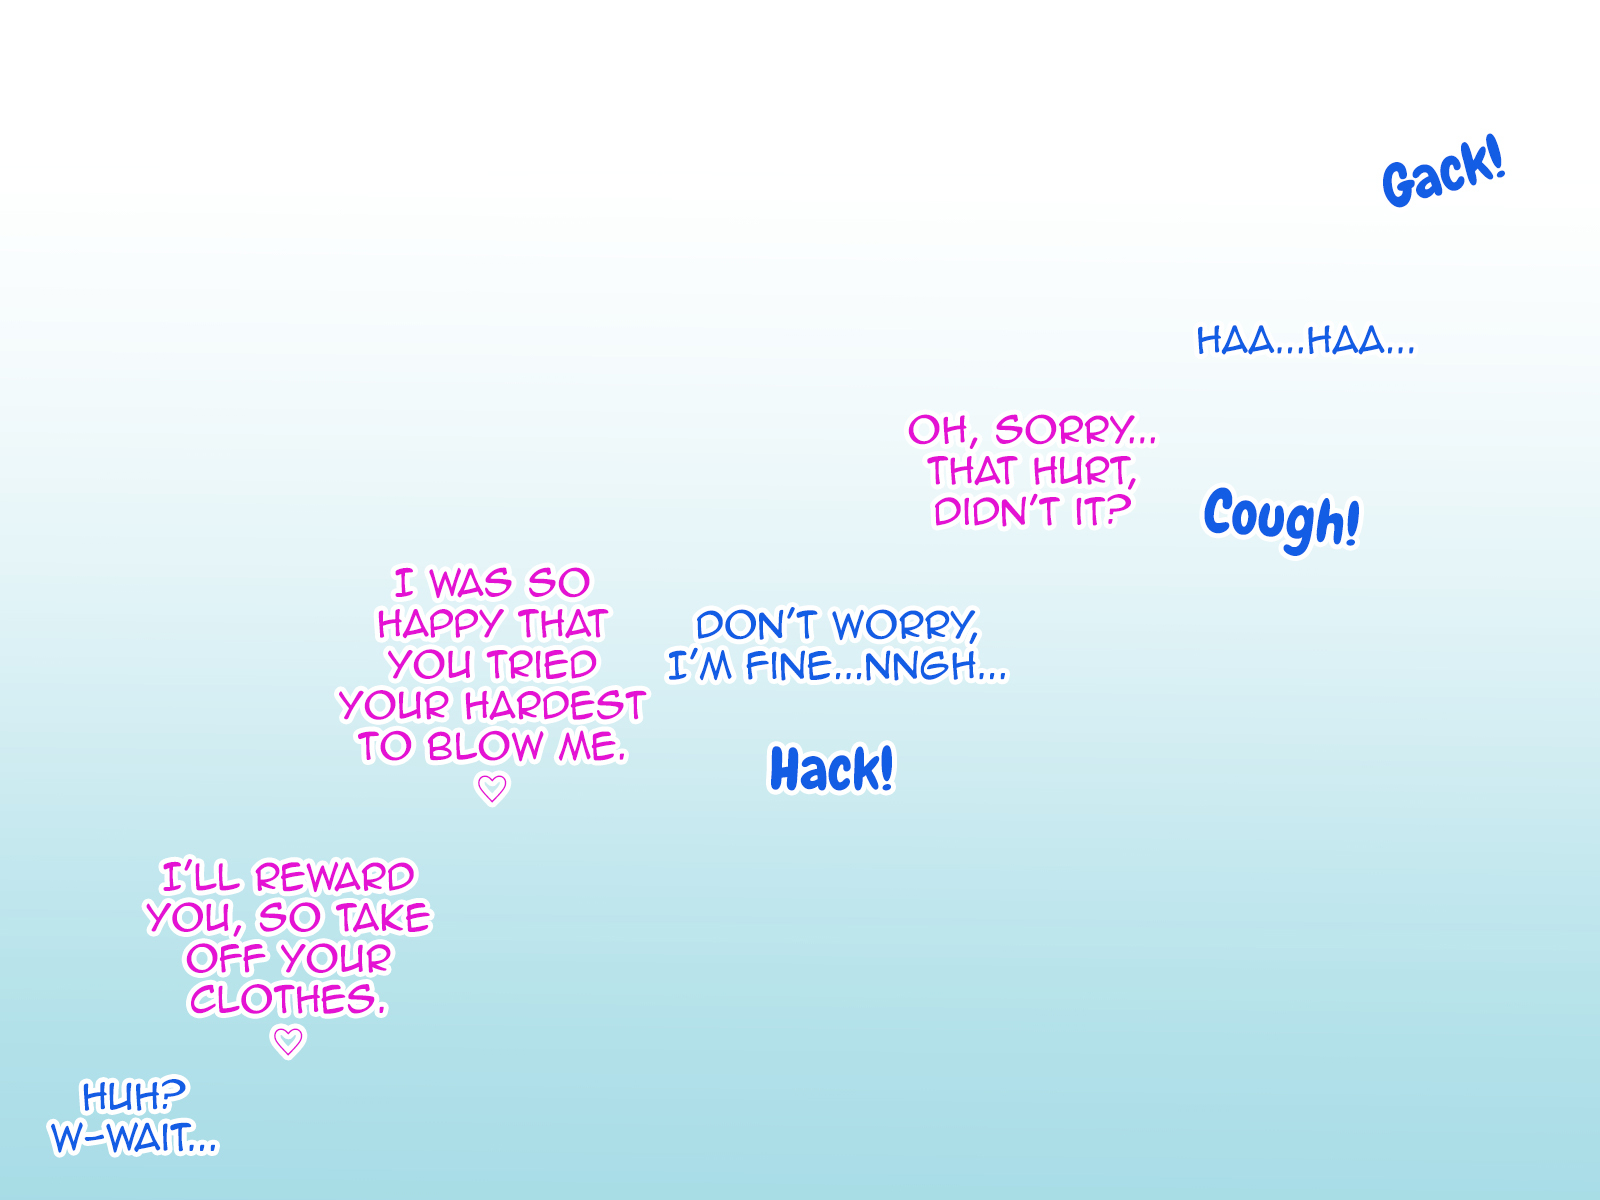 Gack!
HAA...HAA...
OH, SORRY...
THAT HURT,
DIDN'T IT?
Cough!
DON'T WORRY,
I'M FINE...NNGH...
Hack!
I WAS SO
HAPPY THAT
YOU TRIED
YOUR HARDEST
TO BLOW ME.
♡
I'LL REWARD
YOU, SO TAKE
OFF YOUR
CLOTHES.
♡
HUH?
W-WAIT...